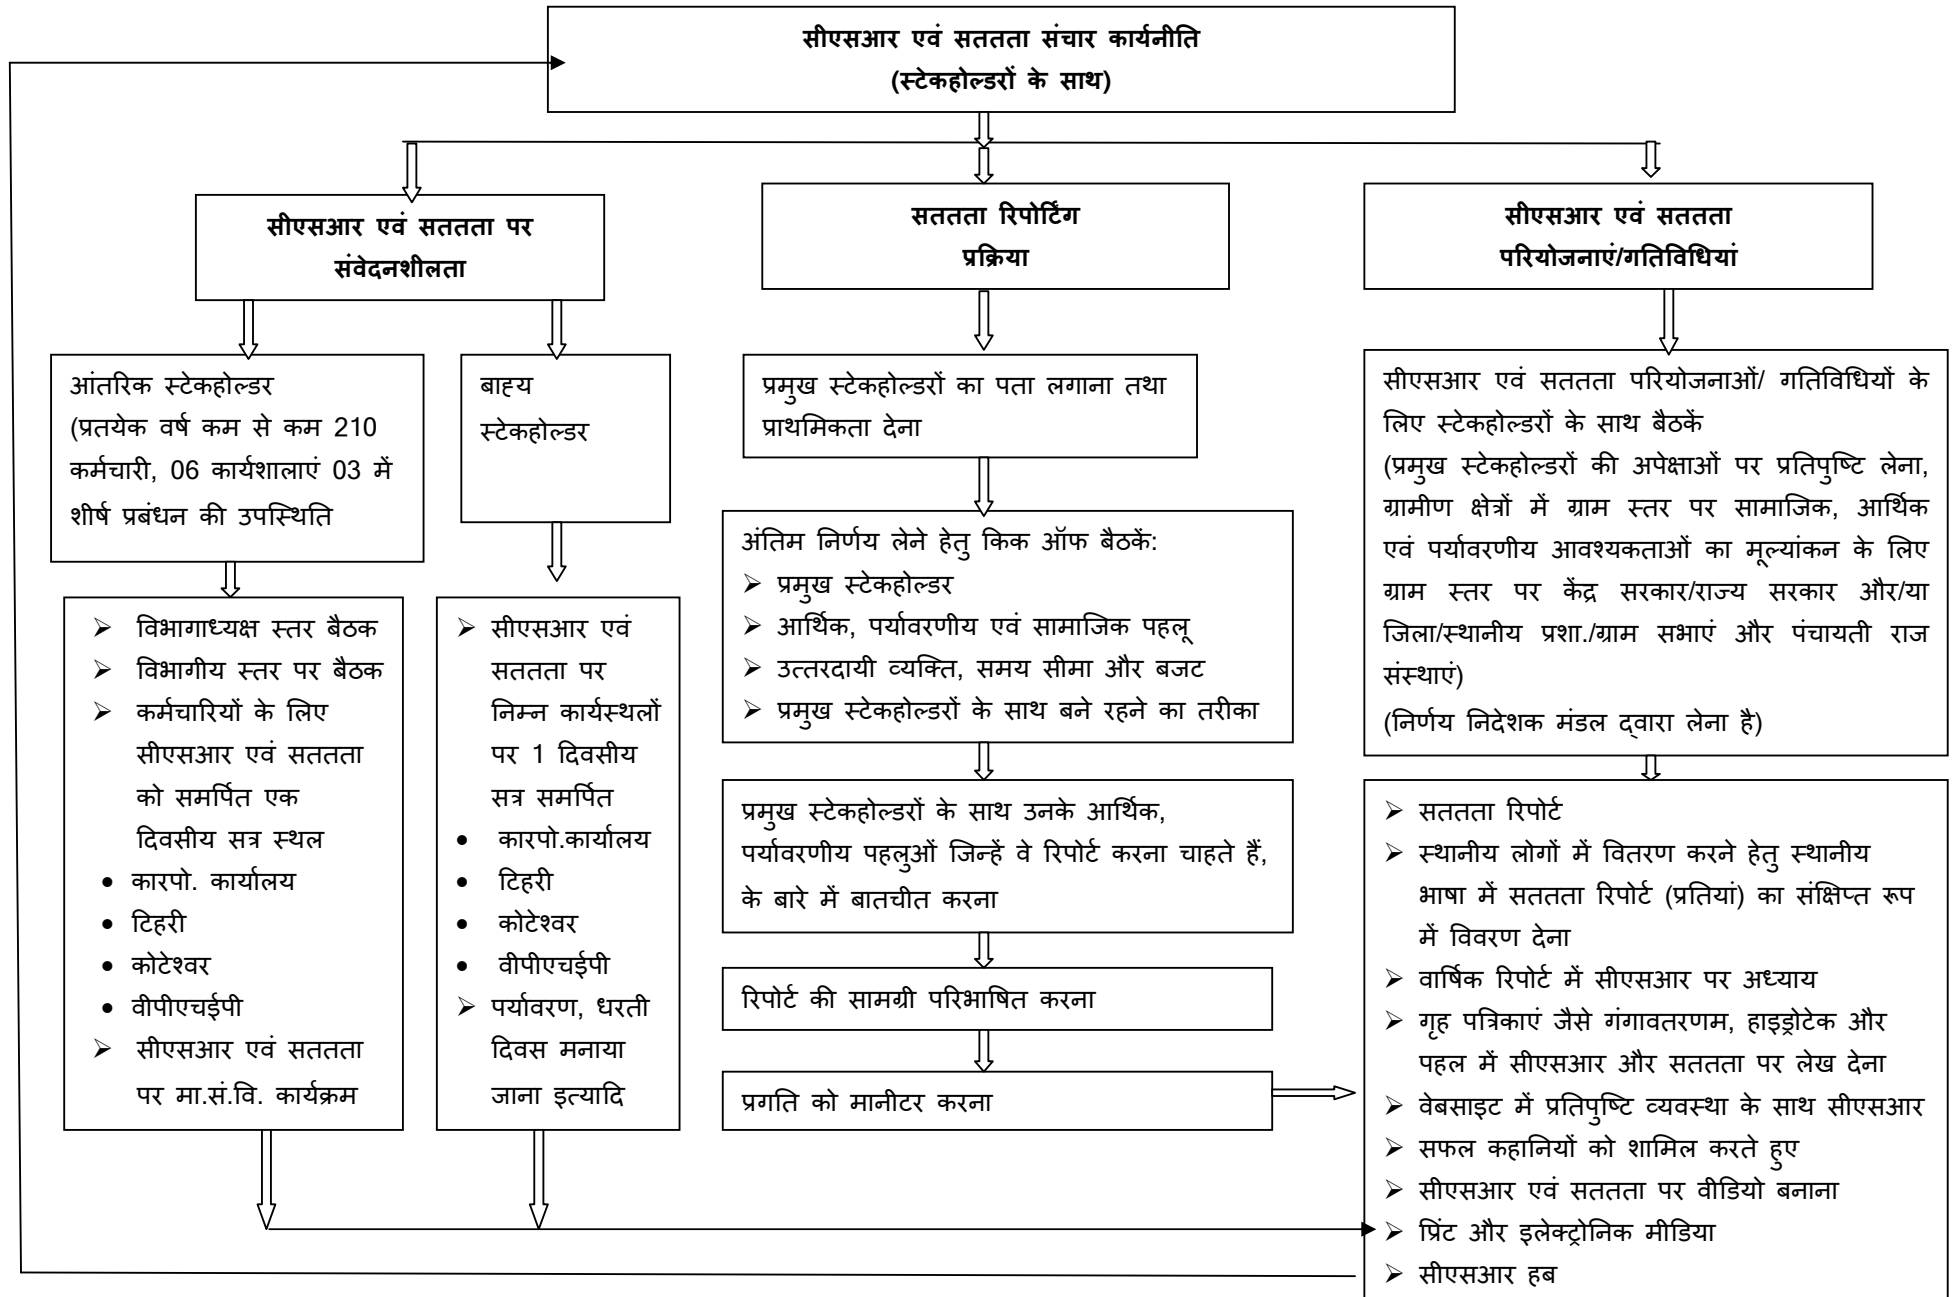 सीएसआर एवं सततता संचार कार्यनीति
(स्टेकहोल्डरों के साथ)
सीएसआर एवं सततता पर
संवेदनशीलता
सततता रिपोर्टिंग
प्रक्रिया
सीएसआर एवं सततता
परियोजनाएं/गतिविधियां
आंतरिक स्टेकहोल्डर
(प्रतयेक वर्ष कम से कम 210
कर्मचारी, 06 कार्यशालाएं 03 में
शीर्ष प्रबंधन की उपस्थिति
बाह्य
स्टेकहोल्डर
➢ विभागाध्यक्ष स्तर बैठक
➢ विभागीय स्तर पर बैठक
➢ कर्मचारियों के लिए
सीएसआर एवं सततता
को समर्पित एक
दिवसीय सत्र स्थल
• कारपो. कार्यालय
• टिहरी
• कोटेश्वर
• वीपीएचईपी
➢ सीएसआर एवं सततता
पर मा.सं.वि. कार्यक्रम
➢ सीएसआर एवं
सततता पर
निम्न कार्यस्थलों
पर 1 दिवसीय
सत्र समर्पित
• कारपो.कार्यालय
• टिहरी
• कोटेश्वर
• वीपीएचईपी
➢ पर्यावरण, धरती
दिवस मनाया
जाना इत्यादि
प्रमुख स्टेकहोल्डरों का पता लगाना तथा
प्राथमिकता देना
अंतिम निर्णय लेने हेतु किक ऑफ बैठकें:
➢ प्रमुख स्टेकहोल्डर
➢ आर्थिक, पर्यावरणीय एवं सामाजिक पहलू
➢ उत्तरदायी व्यक्ति, समय सीमा और बजट
➢ प्रमुख स्टेकहोल्डरों के साथ बने रहने का तरीका
प्रमुख स्टेकहोल्डरों के साथ उनके आर्थिक,
पर्यावरणीय पहलुओं जिन्हें वे रिपोर्ट करना चाहते हैं,
के बारे में बातचीत करना
रिपोर्ट की सामग्री परिभाषित करना
प्रगति को मानीटर करना
सीएसआर एवं सततता परियोजनाओं/ गतिविधियों के
लिए स्टेकहोल्डरों के साथ बैठकें
(प्रमुख स्टेकहोल्डरों की अपेक्षाओं पर प्रतिपुष्टि लेना,
ग्रामीण क्षेत्रों में ग्राम स्तर पर सामाजिक, आर्थिक
एवं पर्यावरणीय आवश्यकताओं का मूल्यांकन के लिए
ग्राम स्तर पर केंद्र सरकार/राज्य सरकार और/या
जिला/स्थानीय प्रशा./ग्राम सभाएं और पंचायती राज
संस्थाएं)
(निर्णय निदेशक मंडल द्वारा लेना है)
➢ सततता रिपोर्ट
➢ स्थानीय लोगों में वितरण करने हेतु स्थानीय
भाषा में सततता रिपोर्ट (प्रतियां) का संक्षिप्त रूप
में विवरण देना
➢ वार्षिक रिपोर्ट में सीएसआर पर अध्याय
➢ गृह पत्रिकाएं जैसे गंगावतरणम, हाइड्रोटेक और
पहल में सीएसआर और सततता पर लेख देना
➢ वेबसाइट में प्रतिपुष्टि व्यवस्था के साथ सीएसआर
➢ सफल कहानियों को शामिल करते हुए
➢ सीएसआर एवं सततता पर वीडियो बनाना
➢ प्रिंट और इलेक्ट्रोनिक मीडिया
➢ सीएसआर हब